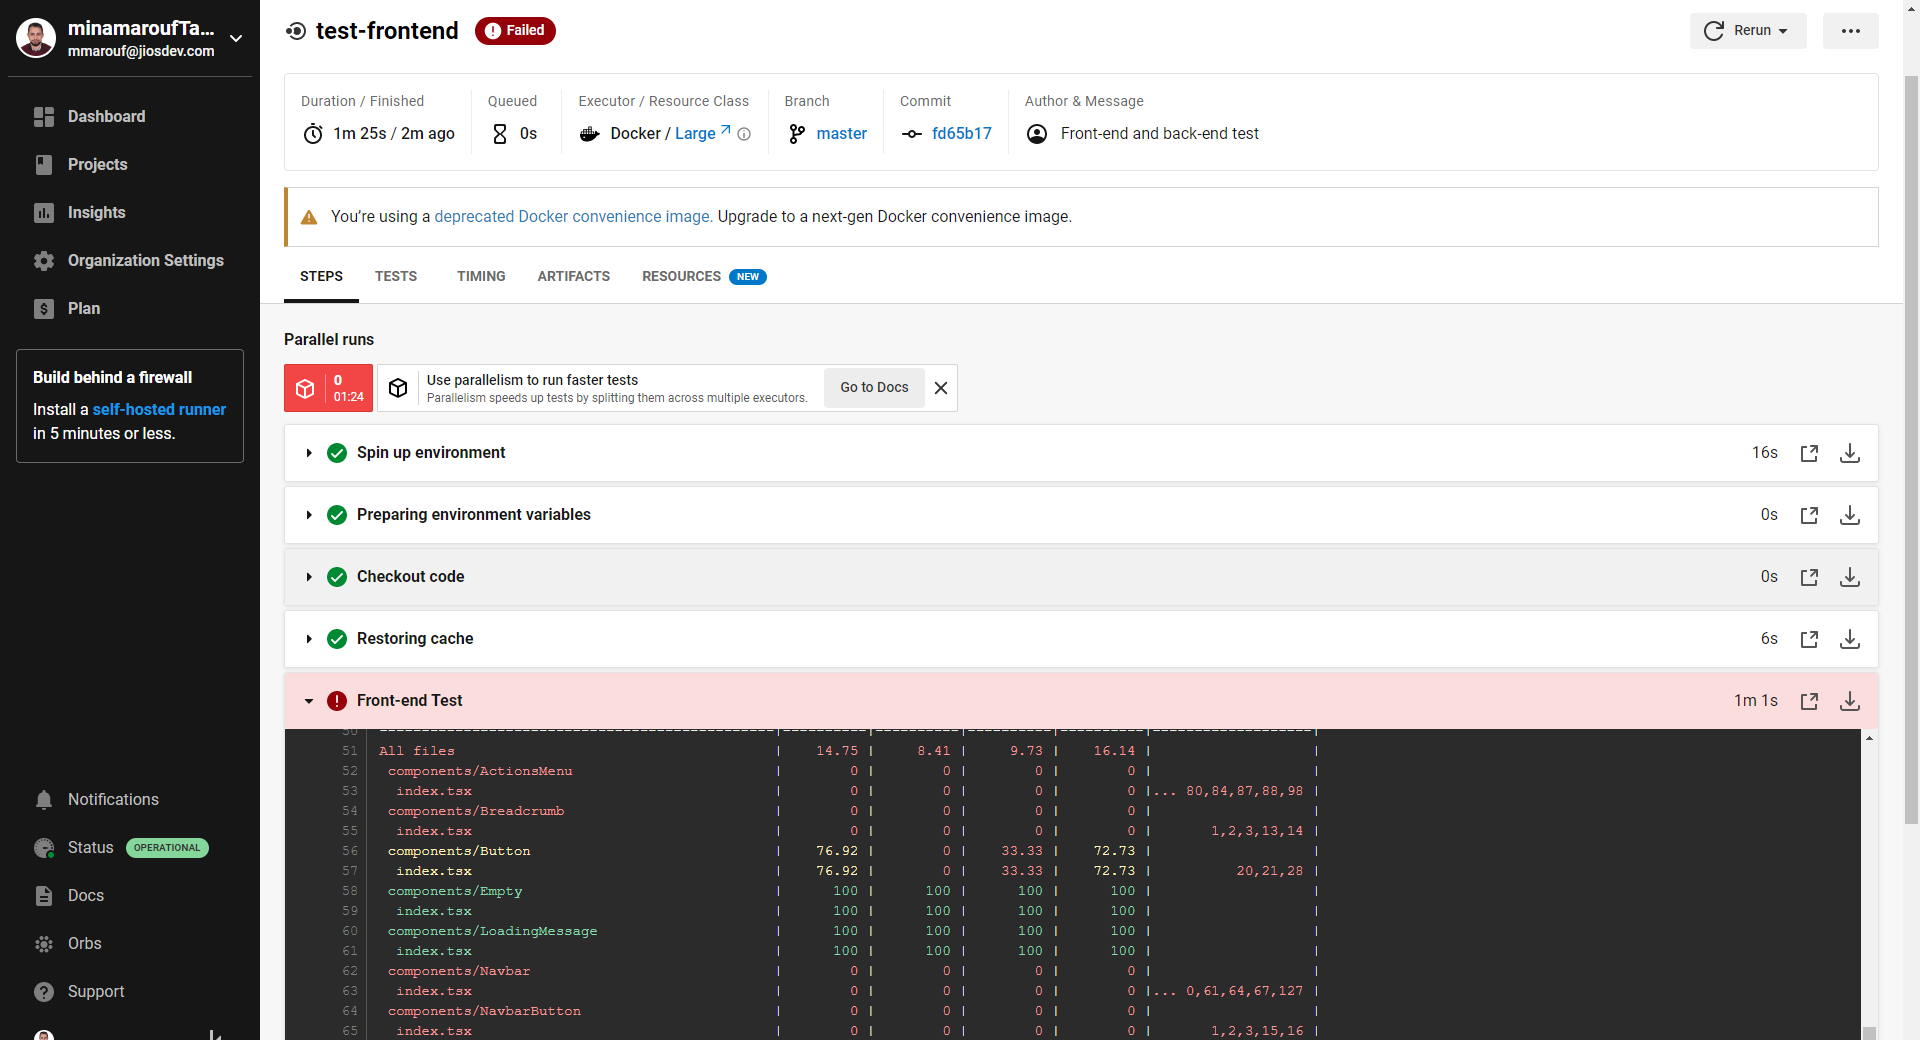 minamaroufTa...
mmarouf@jiosdev.com
Dashboard
Projects
Insights
Organization Settings
Plan
Build behind a firewall
Install a self-hosted runner
in 5 minutes or less.
Notifications
Status OPERATIONAL
Docs
Orbs
Support
test-frontend Failed
Rerun
Duration / Finished
1m 25s / 2m ago
Queued
0s
Executor / Resource Class
Docker / Large
Branch
master
Commit
fd65b17
Author & Message
Front-end and back-end test
You're using a deprecated Docker convenience image. Upgrade to a next-gen Docker convenience image.
STEPS TESTS TIMING ARTIFACTS RESOURCES NEW
Parallel runs
0
01:24
Use parallelism to run faster tests
Parallelism speeds up tests by splitting them across multiple executors.
Go to Docs
Spin up environment 16s
Preparing environment variables 0s
Checkout code 0s
Restoring cache 6s
Front-end Test 1m 1s
50 ----------------------------------------------|----------|----------|----------|----------|-------------------|
51 All files | 14.75 | 8.41 | 9.73 | 16.14 | |
52 components/ActionsMenu | 0 | 0 | 0 | 0 | |
53 index.tsx | 0 | 0 | 0 | 0 |... 80,84,87,88,98 |
54 components/Breadcrumb | 0 | 0 | 0 | 0 | |
55 index.tsx | 0 | 0 | 0 | 0 | 1,2,3,13,14 |
56 components/Button | 76.92 | 0 | 33.33 | 72.73 | |
57 index.tsx | 76.92 | 0 | 33.33 | 72.73 | 20,21,28 |
58 components/Empty | 100 | 100 | 100 | 100 | |
59 index.tsx | 100 | 100 | 100 | 100 | |
60 components/LoadingMessage | 100 | 100 | 100 | 100 | |
61 index.tsx | 100 | 100 | 100 | 100 | |
62 components/Navbar | 0 | 0 | 0 | 0 | |
63 index.tsx | 0 | 0 | 0 | 0 |... 0,61,64,67,127 |
64 components/NavbarButton | 0 | 0 | 0 | 0 | |
65 index.tsx | 0 | 0 | 0 | 0 | 1,2,3,15,16 |